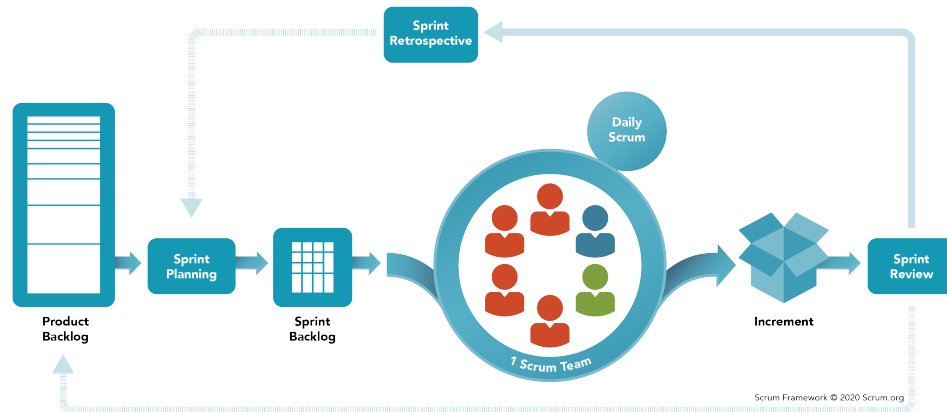 Sprint
Retrospective
Daily
Scrum
Sprint
Planning
Sprint
Review
Product
Backlog
Sprint
Backlog
1 Scrum Team
Increment
Scrum Framework © 2020 Scrum.org